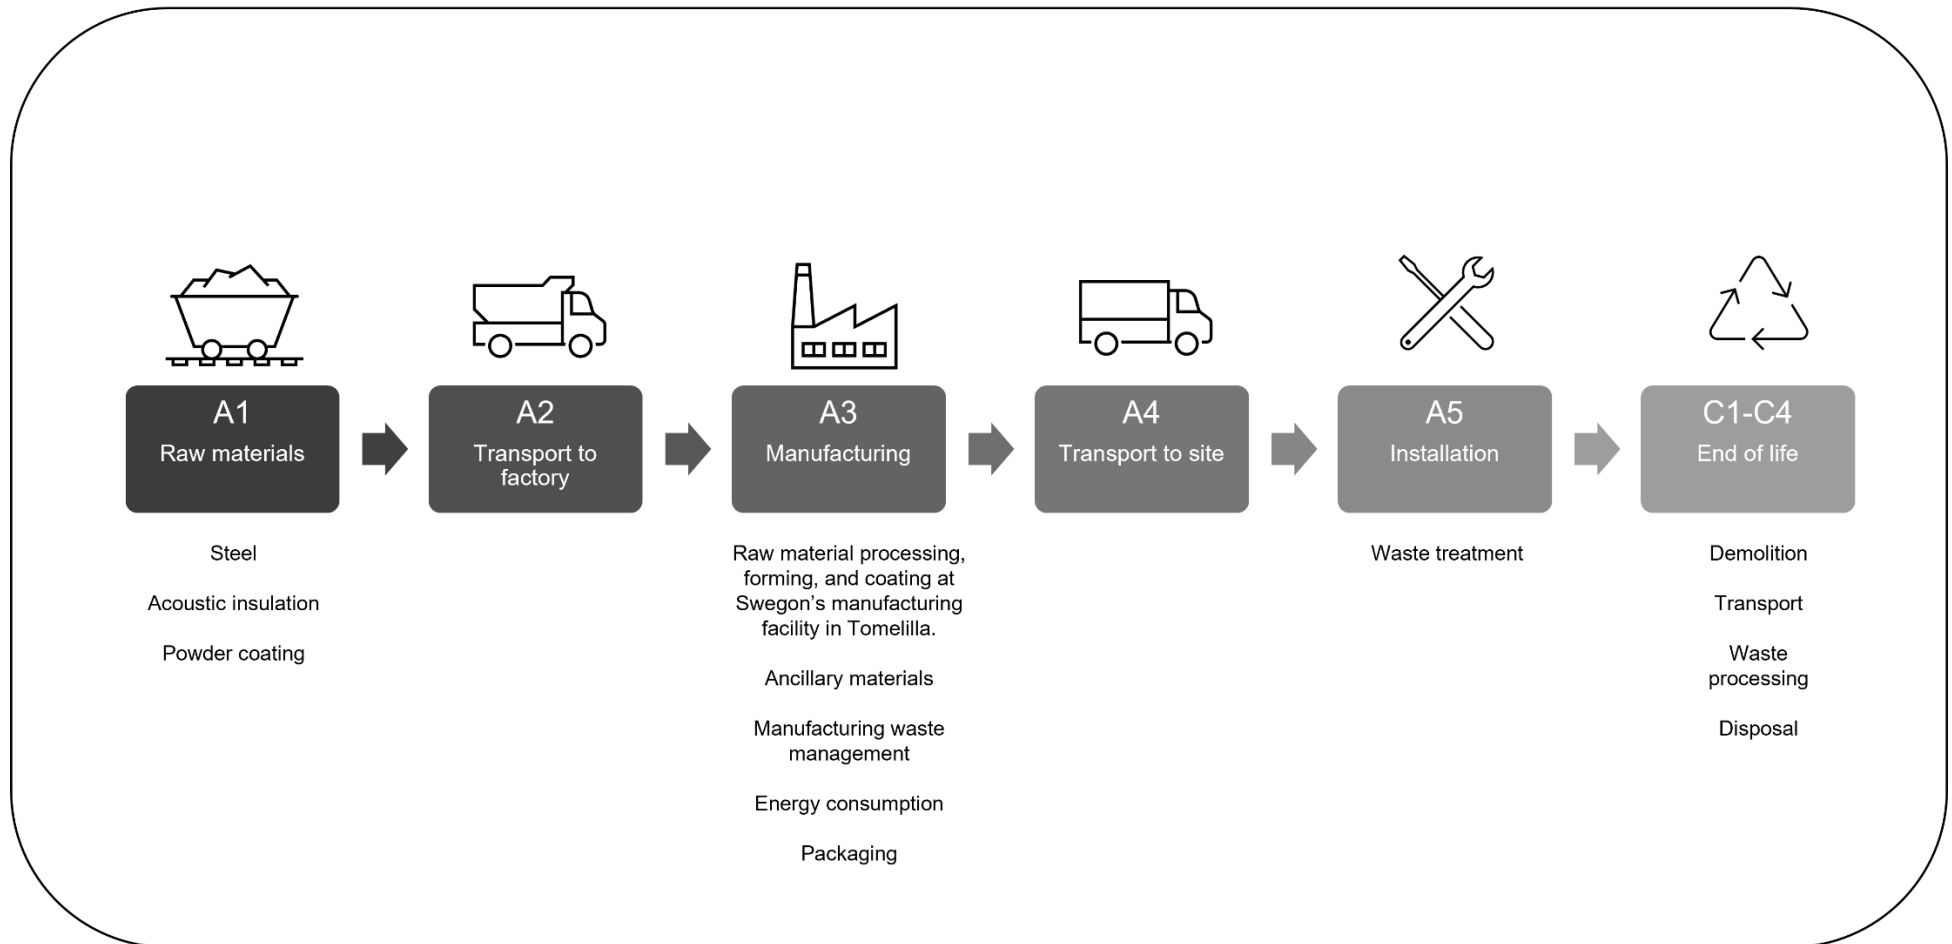 A1
Raw materials
Steel
Acoustic insulation
Powder coating
A2
Transport to
factory
A3
Manufacturing
Raw material processing,
forming, and coating at
Swegon’s manufacturing
facility in Tomelilla.
Ancillary materials
Manufacturing waste
management
Energy consumption
Packaging
A4
Transport to site
A5
Installation
Waste treatment
C1-C4
End of life
Demolition
Transport
Waste
processing
Disposal